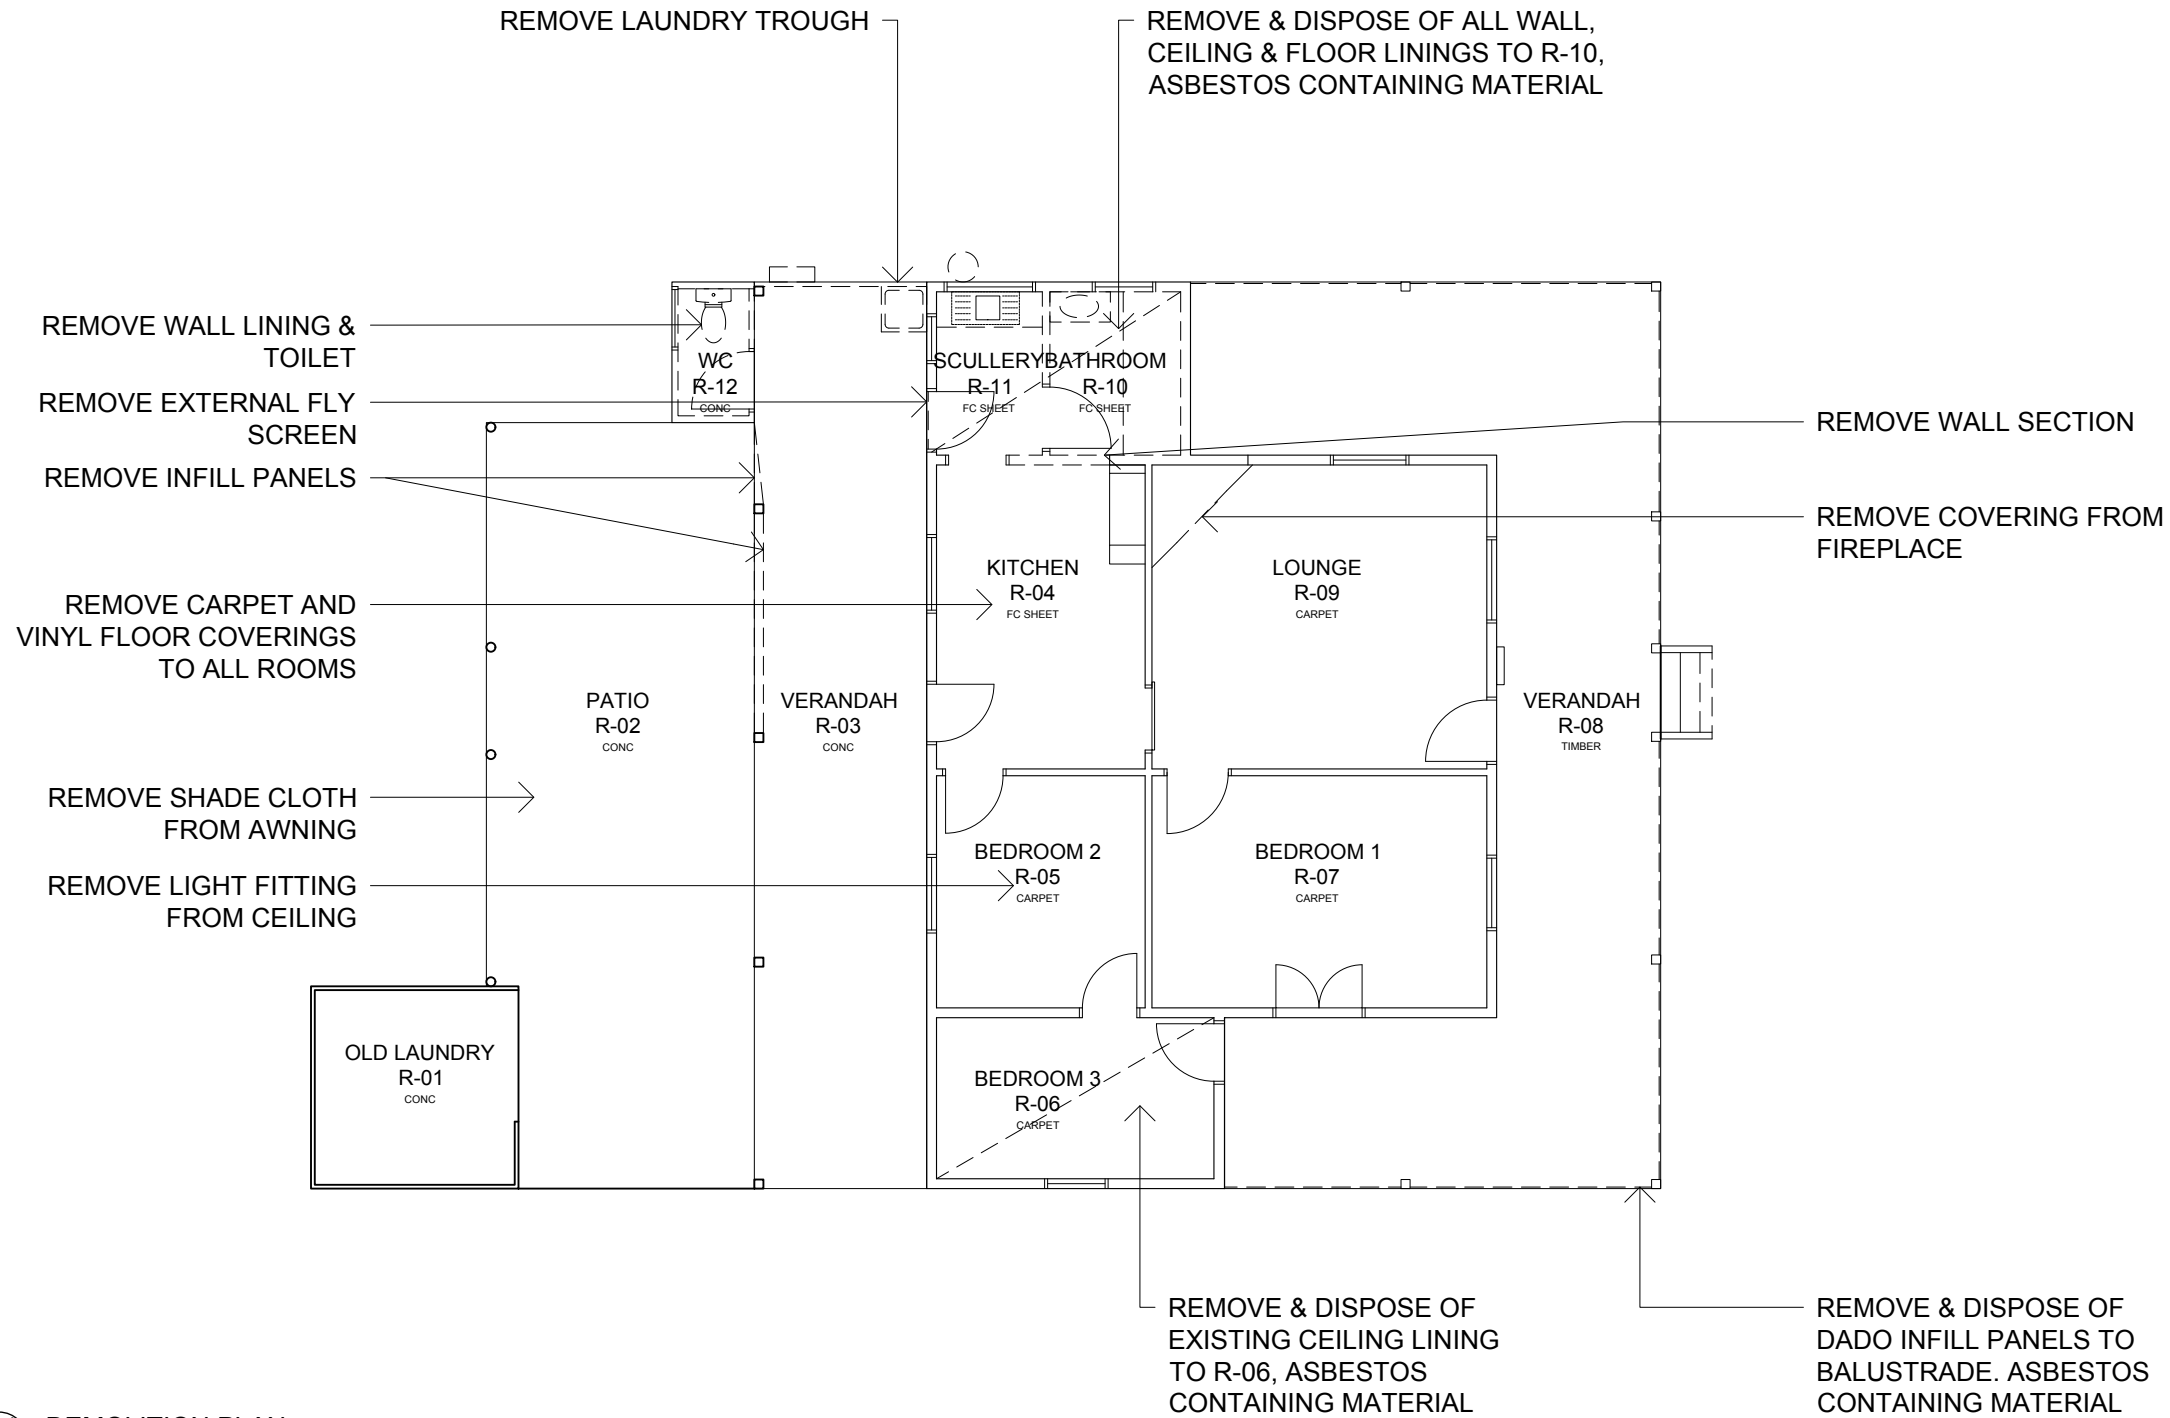 REMOVE LAUNDRY TROUGH
REMOVE & DISPOSE OF ALL WALL,
CEILING & FLOOR LININGS TO R-10,
ASBESTOS CONTAINING MATERIAL
REMOVE WALL LINING &
TOILET
REMOVE EXTERNAL FLY
SCREEN
REMOVE INFILL PANELS
REMOVE CARPET AND
VINYL FLOOR COVERINGS
TO ALL ROOMS
REMOVE SHADE CLOTH
FROM AWNING
REMOVE LIGHT FITTING
FROM CEILING
WC
R-12
CONC
SCULLERY
R-11
FC SHEET
BATHROOM
R-10
FC SHEET
REMOVE WALL SECTION
REMOVE COVERING FROM
FIREPLACE
KITCHEN
R-04
FC SHEET
LOUNGE
R-09
CARPET
PATIO
R-02
CONC
VERANDAH
R-03
CONC
VERANDAH
R-08
TIMBER
BEDROOM 2
R-05
CARPET
BEDROOM 1
R-07
CARPET
OLD LAUNDRY
R-01
CONC
BEDROOM 3
R-06
CARPET
REMOVE & DISPOSE OF
EXISTING CEILING LINING
TO R-06, ASBESTOS
CONTAINING MATERIAL
REMOVE & DISPOSE OF
DADO INFILL PANELS TO
BALUSTRADE. ASBESTOS
CONTAINING MATERIAL